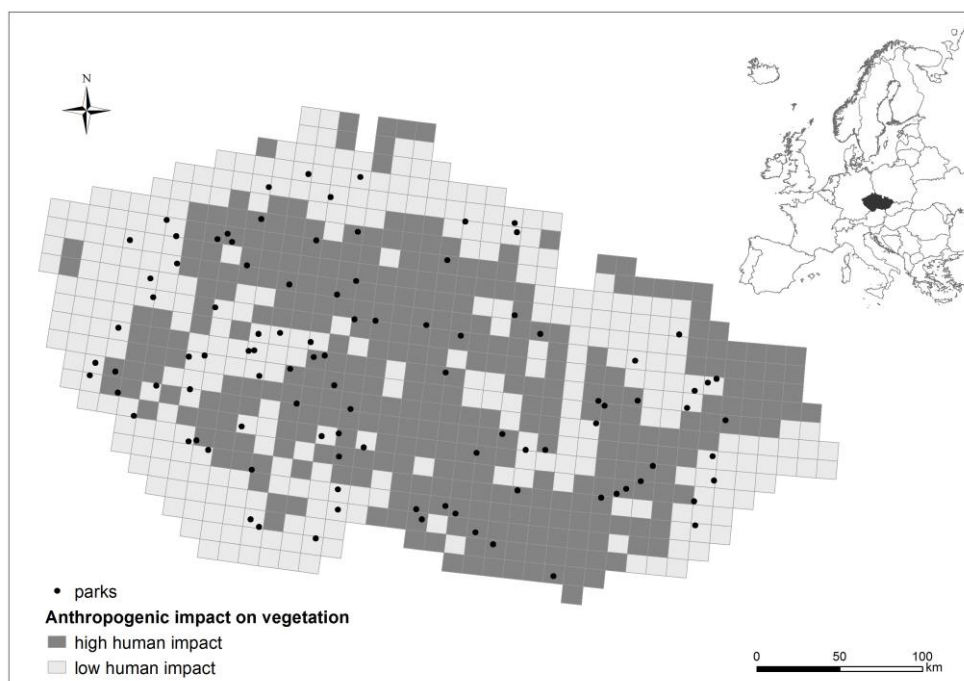 N
parks
Anthropogenic impact on vegetation
high human impact
low human impact
0 50 100
km